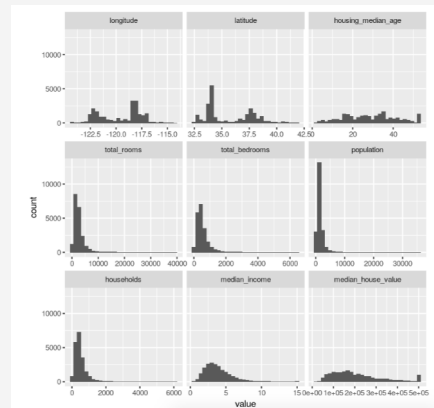 longitude latitude housing_median_age
10000
5000
0
-122.5 -120.0 -117.5 -115.0 32.5 35.0 37.5 40.0 42.50 20 40
total_rooms total_bedrooms population
10000
5000
0
0 10000 20000 30000 40000 0 2000 4000 6000 0 10000 20000 30000
count
households median_income median_house_value
10000
5000
0
0 2000 4000 6000 0 5 10 15 0e+00 1e+05 2e+05 3e+05 4e+05 5e+05
value